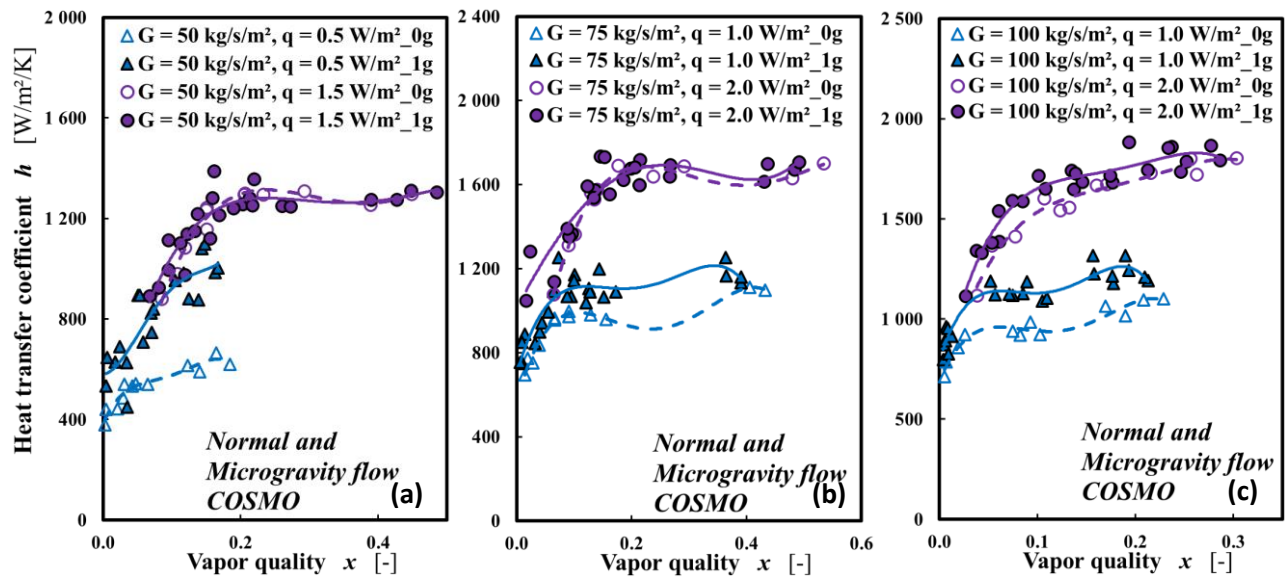 Heat transfer coefficient h [W/m²/K]
2 000
1 600
1 200
800
400
0
G = 50 kg/s/m², q = 0.5 W/m²_0g
G = 50 kg/s/m², q = 0.5 W/m²_1g
G = 50 kg/s/m², q = 1.5 W/m²_0g
G = 50 kg/s/m², q = 1.5 W/m²_1g
Normal and
Microgravity flow
COSMO
(a)
0.0 0.2 0.4
Vapor quality x [-]
2 400
2 000
1 600
1 200
800
400
0
G = 75 kg/s/m², q = 1.0 W/m²_0g
G = 75 kg/s/m², q = 1.0 W/m²_1g
G = 75 kg/s/m², q = 2.0 W/m²_0g
G = 75 kg/s/m², q = 2.0 W/m²_1g
Normal and
Microgravity flow
COSMO
(b)
0.0 0.2 0.4 0.6
Vapor quality x [-]
2 500
2 000
1 500
1 000
500
0
G = 100 kg/s/m², q = 1.0 W/m²_0g
G = 100 kg/s/m², q = 1.0 W/m²_1g
G = 100 kg/s/m², q = 2.0 W/m²_0g
G = 100 kg/s/m², q = 2.0 W/m²_1g
Normal and
Microgravity flow
COSMO
(c)
0.0 0.1 0.2 0.3
Vapor quality x [-]